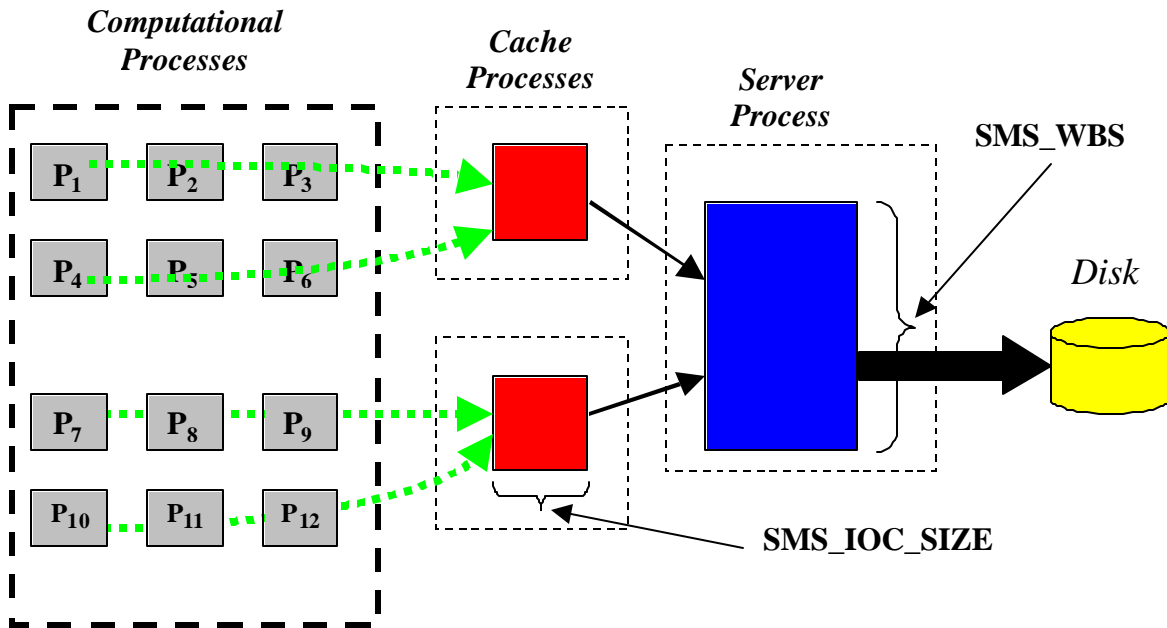 Computational
Processes
Cache
Processes
Server
Process
SMS_WBS
P1 P2 P3
P4 P5 P6
Disk
P7 P8 P9
P10 P11 P12
SMS_IOC_SIZE